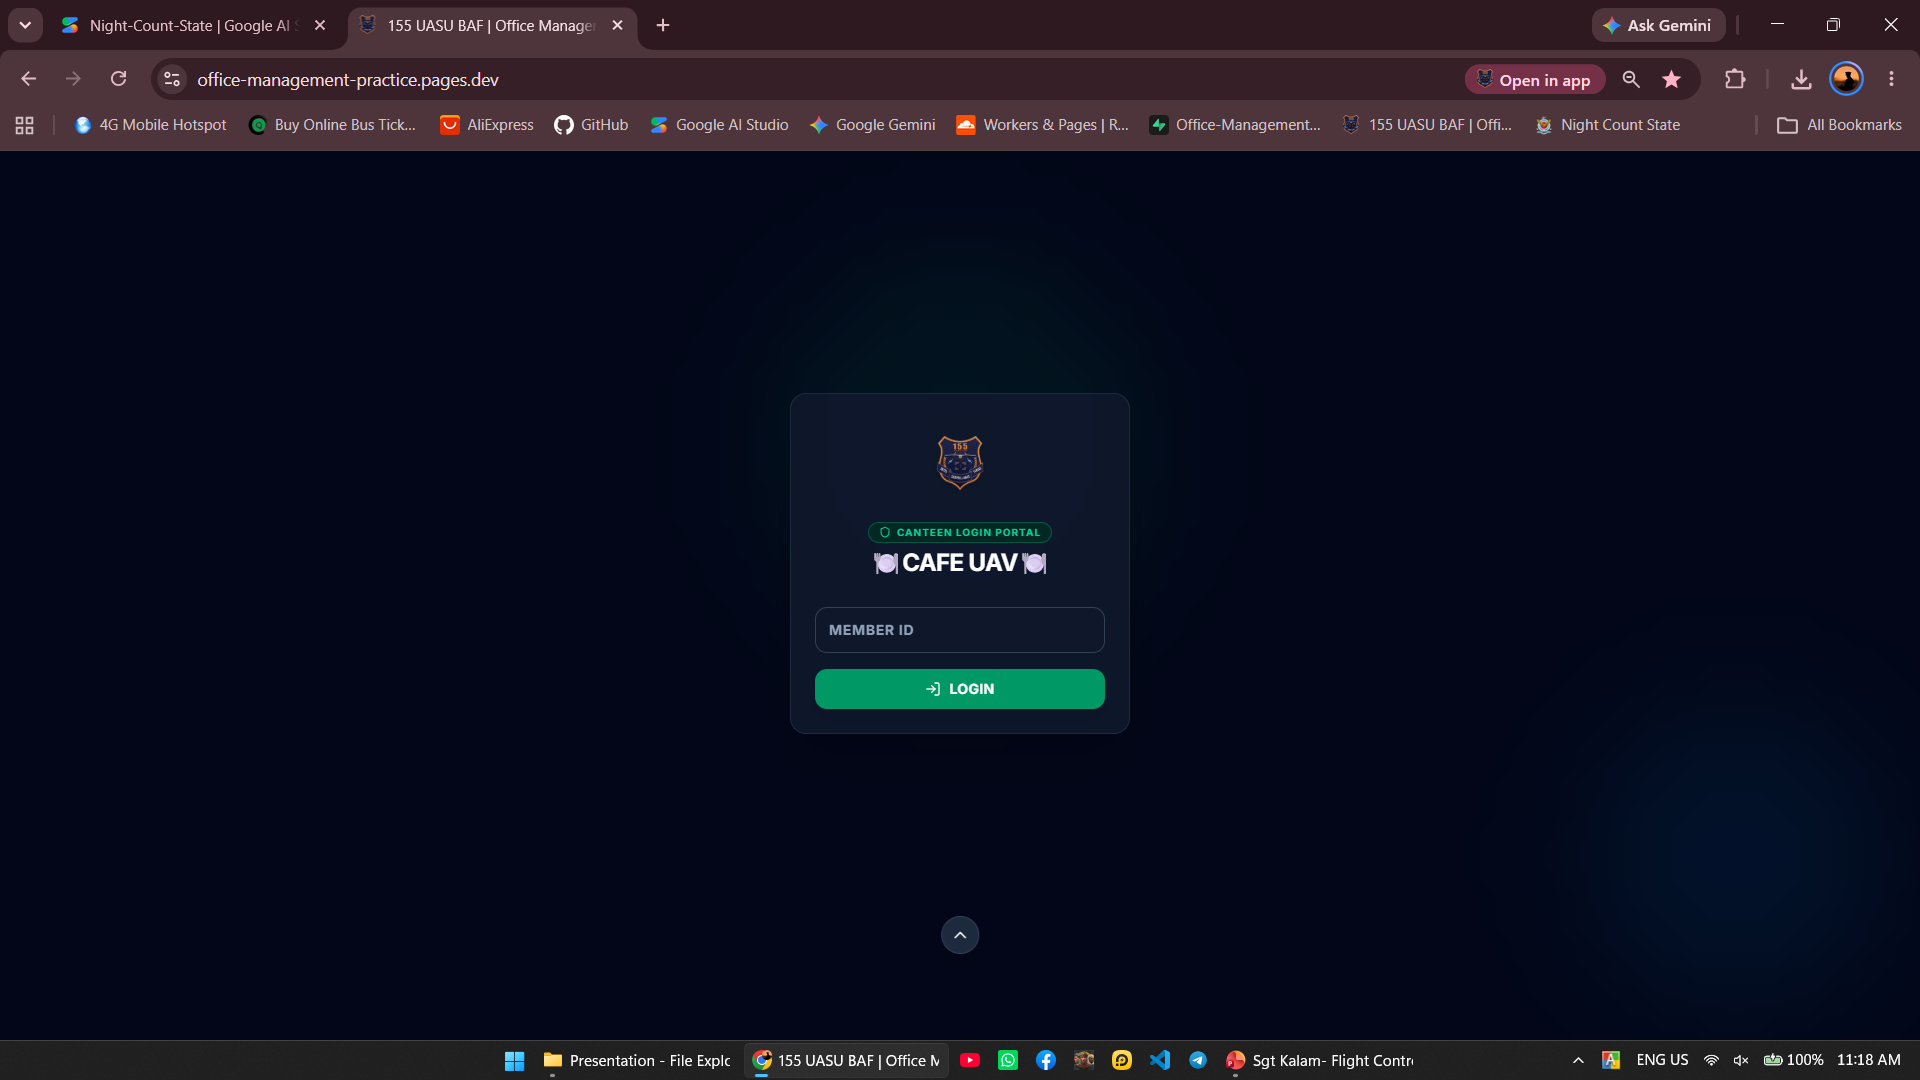 Night-Count-State | Google AI S
155 UASU BAF | Office Manage
Ask Gemini
office-management-practice.pages.dev
Open in app
4G Mobile Hotspot
Buy Online Bus Tick...
AliExpress
GitHub
Google AI Studio
Google Gemini
Workers & Pages | R...
Office-Management...
155 UASU BAF | Offi...
Night Count State
All Bookmarks
155
CANTEEN LOGIN PORTAL
CAFE UAV
MEMBER ID
LOGIN
Presentation - File Explo
155 UASU BAF | Office M
Sgt Kalam- Flight Contro
ENG US
100%
11:18 AM